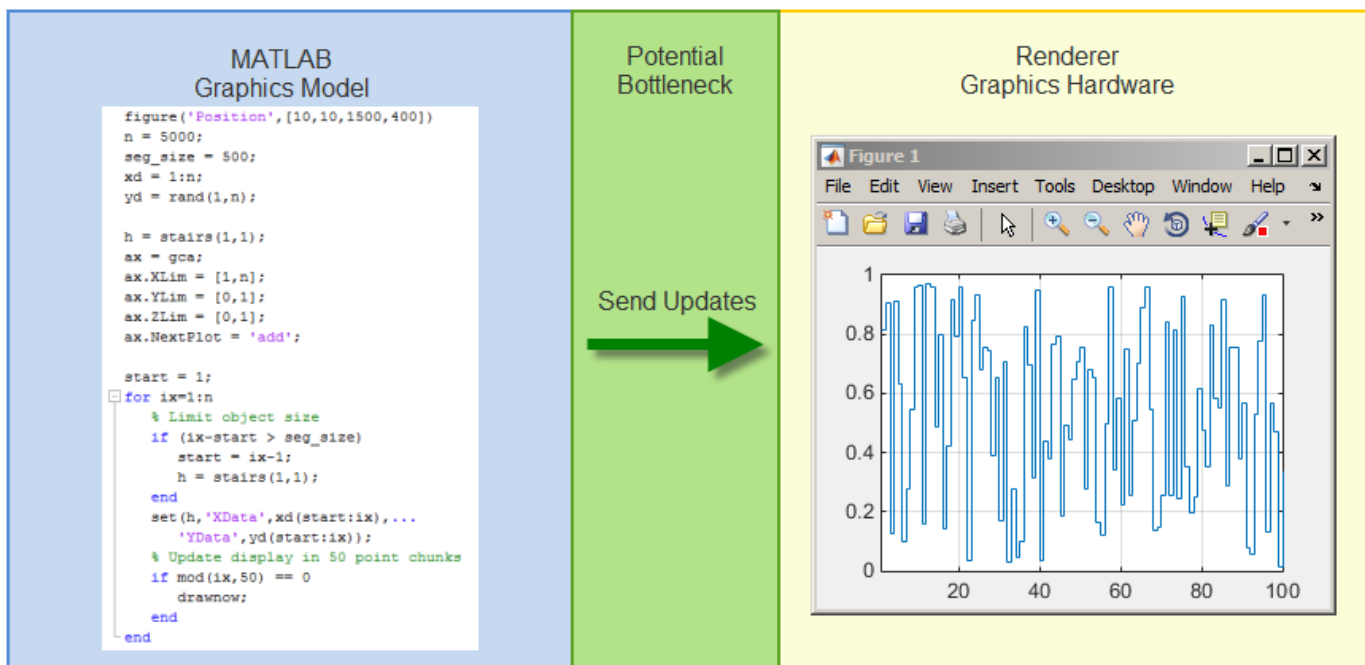 MATLAB
Graphics Model
figure('Position',[10,10,1500,400])
n = 5000;
seg_size = 500;
xd = 1:n;
yd = rand(1,n);
h = stairs(1,1);
ax = gca;
ax.XLim = [1,n];
ax.YLim = [0,1];
ax.ZLim = [0,1];
ax.NextPlot = 'add';
start = 1;
for ix=1:n
% Limit object size
if (ix-start > seg_size)
start = ix-1;
h = stairs(1,1);
end
set(h,'XData',xd(start:ix),...
'YData',yd(start:ix));
% Update display in 50 point chunks
if mod(ix,50) == 0
drawnow;
end
end
Potential
Bottleneck
Send Updates
Renderer
Graphics Hardware
Figure 1
File Edit View Insert Tools Desktop Window Help
1
0.8
0.6
0.4
0.2
0
20 40 60 80 100